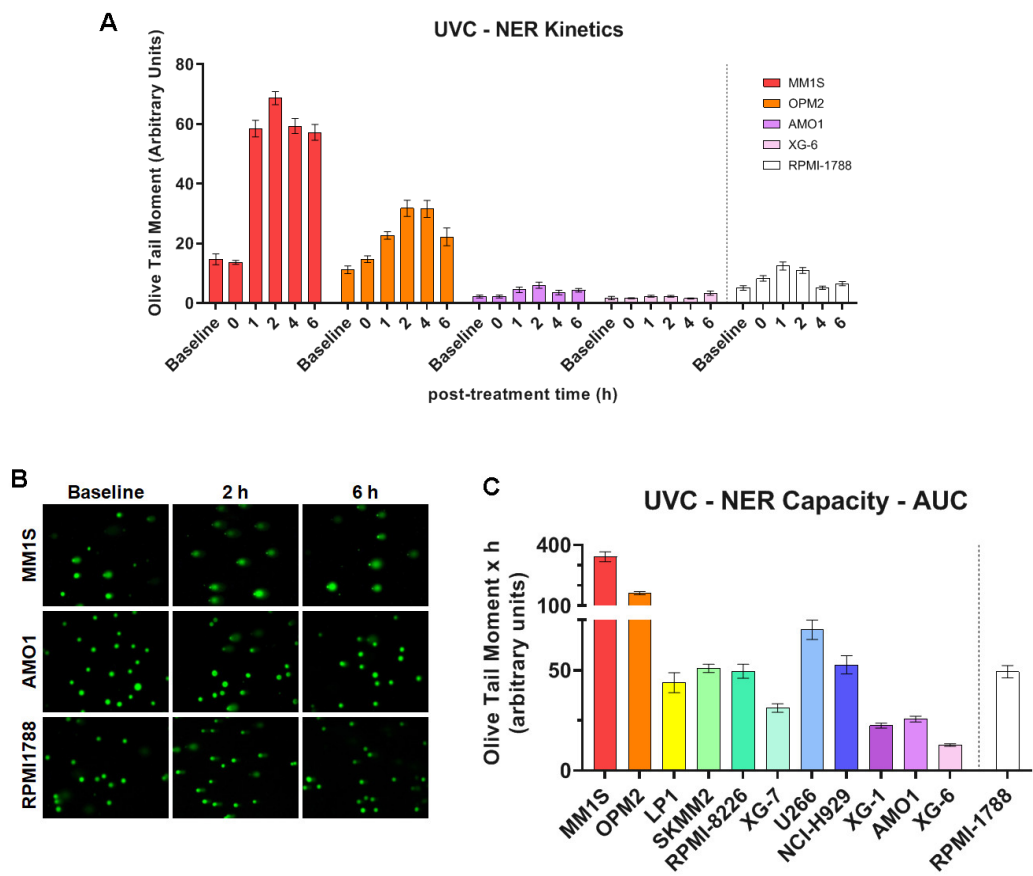 A
UVC - NER Kinetics
Olive Tail Moment (Arbitrary Units)
80
60
40
20
0
MM1S
OPM2
AMO1
XG-6
RPMI-1788
Baseline 0 1 2 4 6 Baseline 0 1 2 4 6 Baseline 0 1 2 4 6 Baseline 0 1 2 4 6 Baseline 0 1 2 4 6
post-treatment time (h)
B
Baseline 2 h 6 h
MM1S
AMO1
RPMI1788
C
UVC - NER Capacity - AUC
Olive Tail Moment x h
(arbitrary units)
400
100
50
0
MM1S OPM2 LP1 SKMM2 RPMI-8226 XG-7 U266 NCI-H929 XG-1 AMO1 XG-6 RPMI-1788